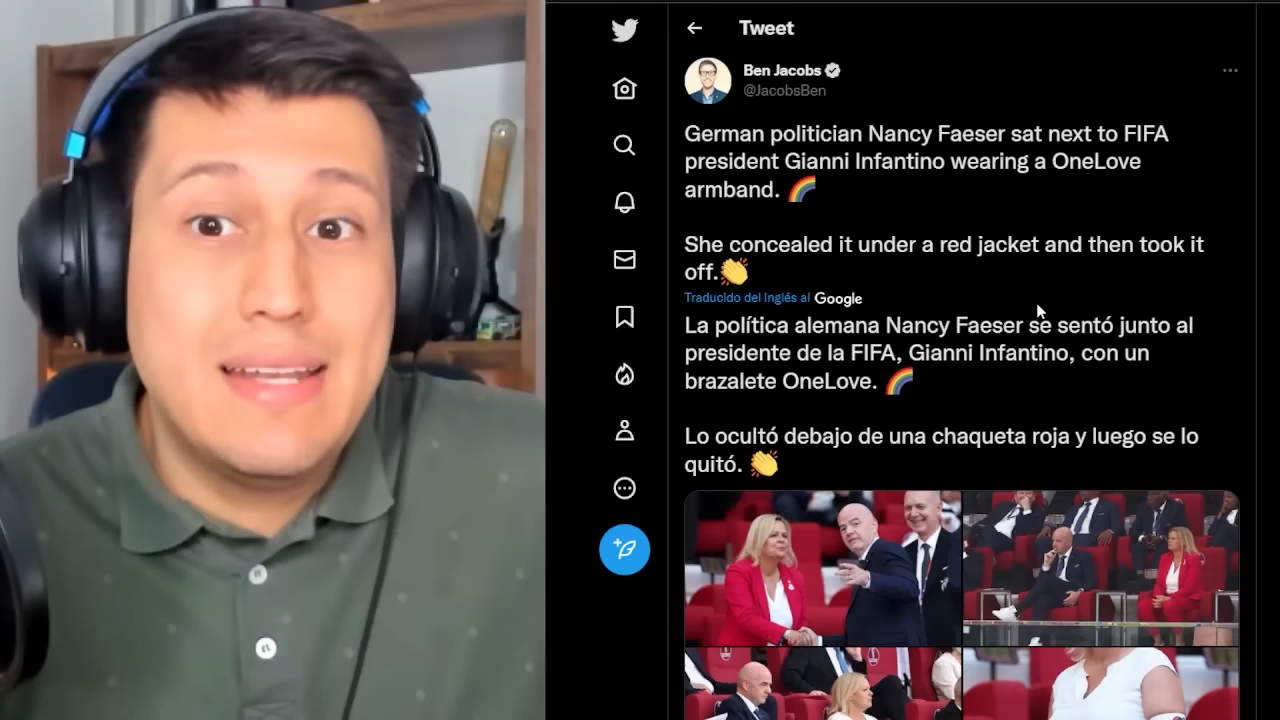 Tweet
Ben Jacobs
@JacobsBen
German politician Nancy Faeser sat next to FIFA
president Gianni Infantino wearing a OneLove
armband. 🌈
She concealed it under a red jacket and then took it
off.👏
Traducido del inglés al Google
La política alemana Nancy Faeser se sentó junto al
presidente de la FIFA, Gianni Infantino, con un
brazalete OneLove. 🌈
Lo ocultó debajo de una chaqueta roja y luego se lo
quitó. 👏